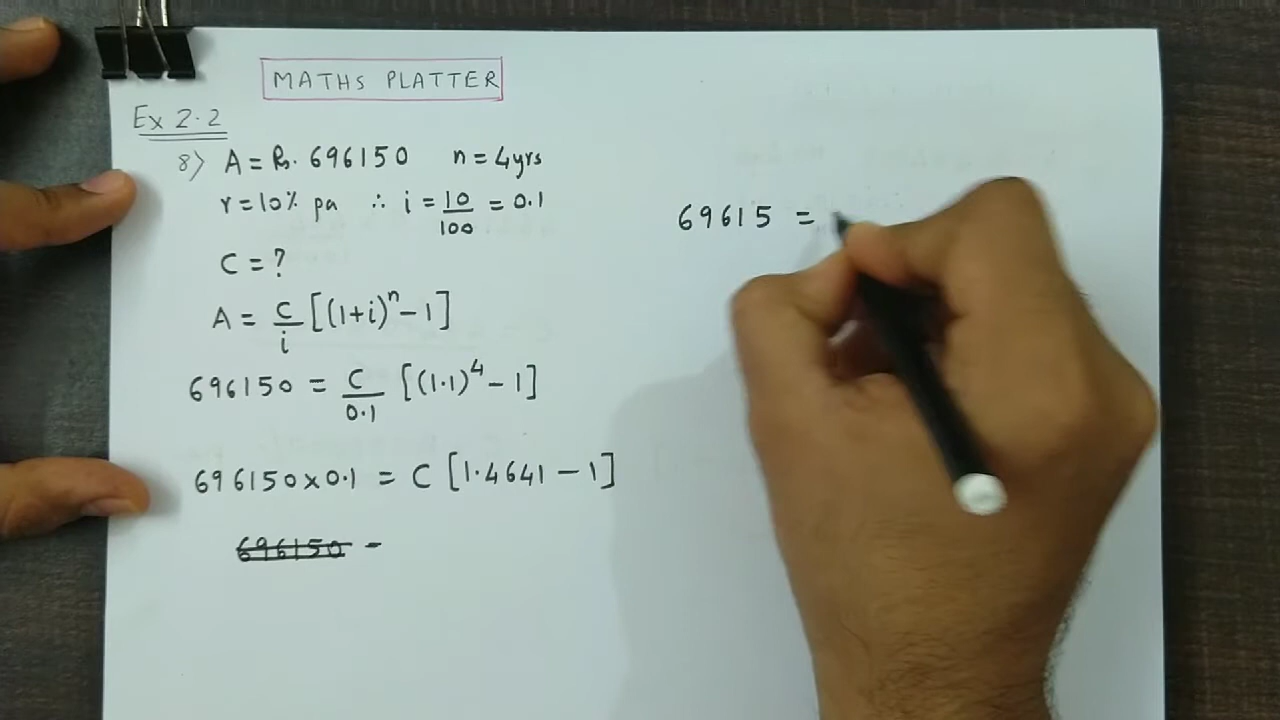 MATHS PLATTER
Ex 2.2
8) A = Rs. 696150 n = 4yrs
r = 10% pa ∴ i = 10/100 = 0.1
C = ?
A = C/i [(1+i)^n - 1]
696150 = C/0.1 [(1.1)^4 - 1]
696150 x 0.1 = C [1.4641 - 1]
696150 -
69615 =